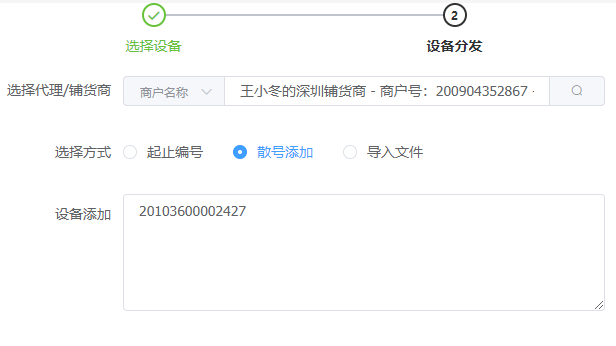 2
选择设备
设备分发
选择代理/铺货商
商户名称
王小冬的深圳铺货商 - 商户号：200904352867 -
选择方式
起止编号
散号添加
导入文件
设备添加
20103600002427